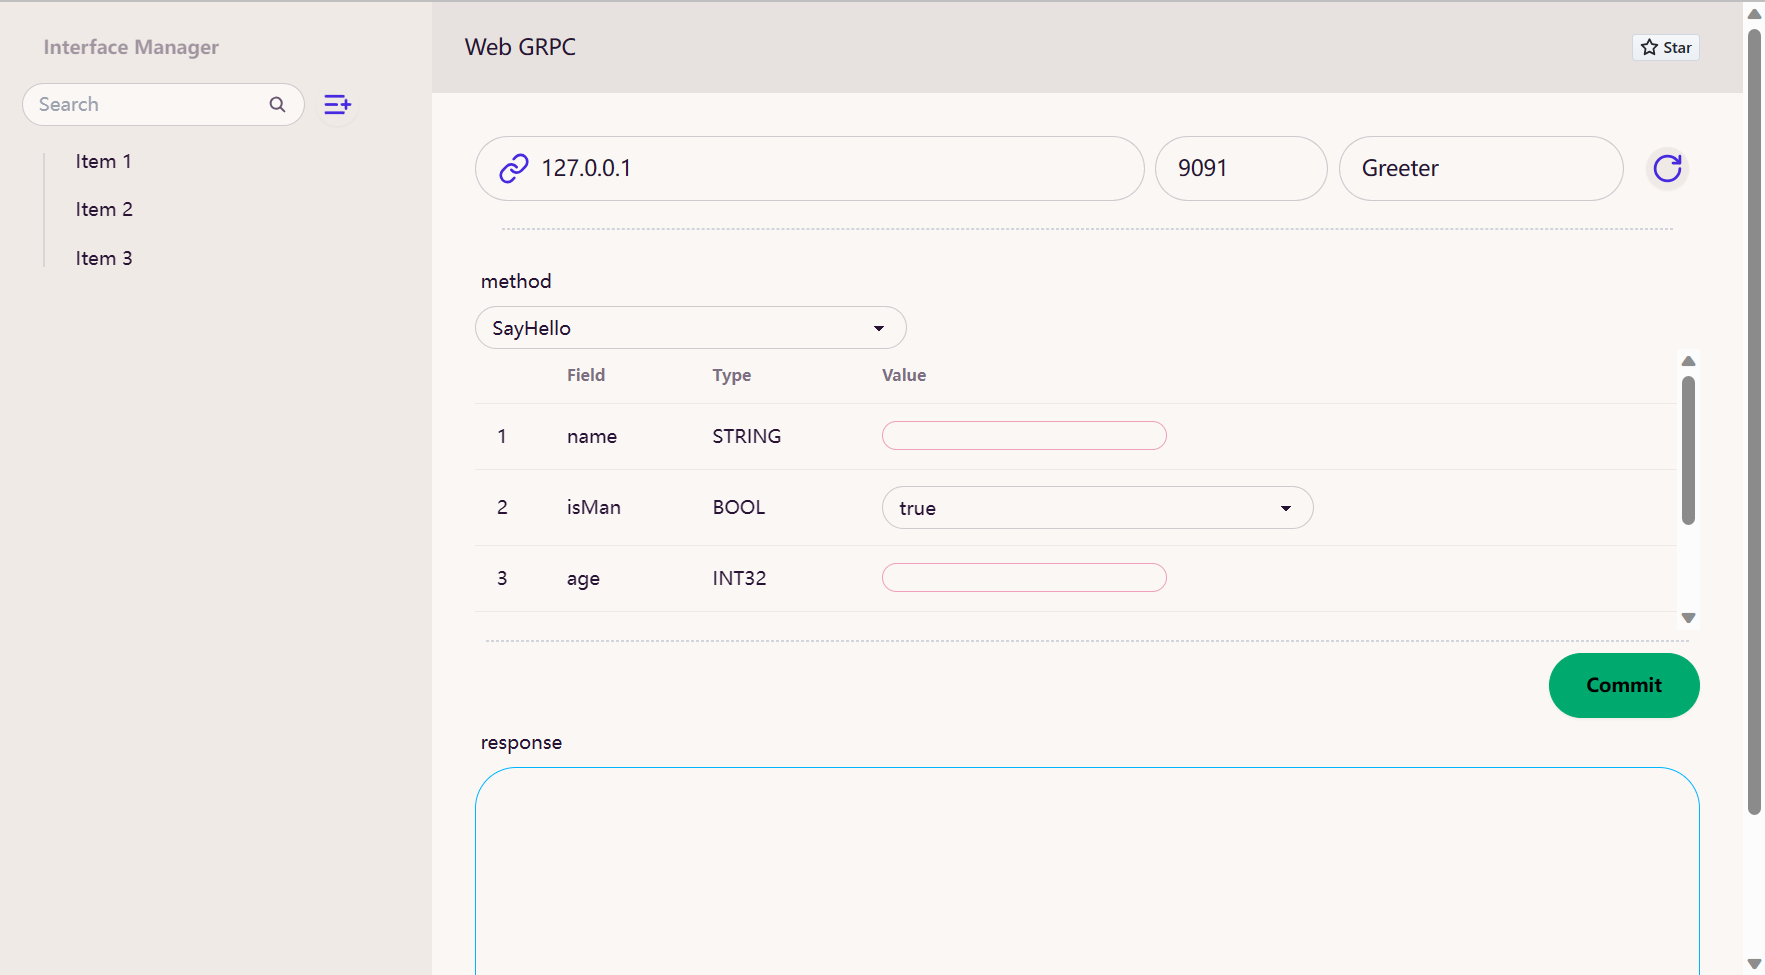 Interface Manager
Search
Item 1
Item 2
Item 3
Web GRPC
Star
127.0.0.1
9091
Greeter
method
SayHello
Field Type Value
1 name STRING
2 isMan BOOL true
3 age INT32
Commit
response